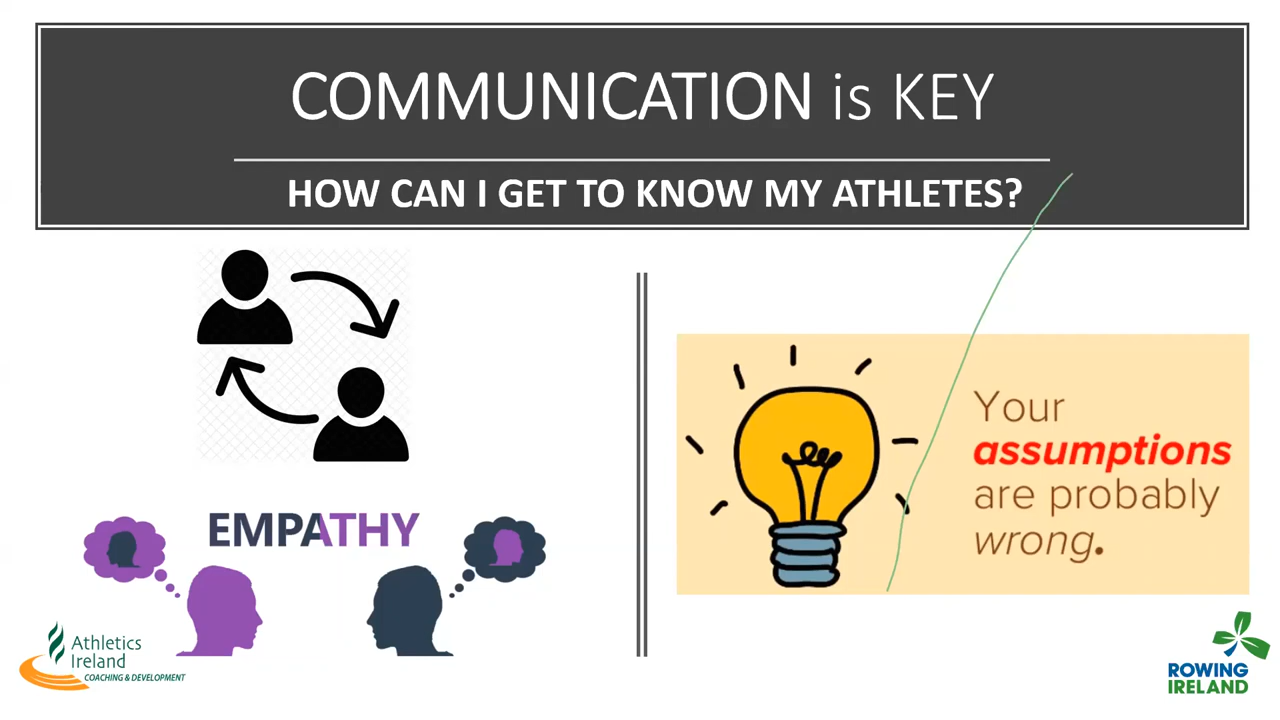 COMMUNICATION is KEY
HOW CAN I GET TO KNOW MY ATHLETES?
EMPATHY
Your
assumptions
are probably
wrong.
Athletics
Ireland
COACHING & DEVELOPMENT
ROWING
IRELAND